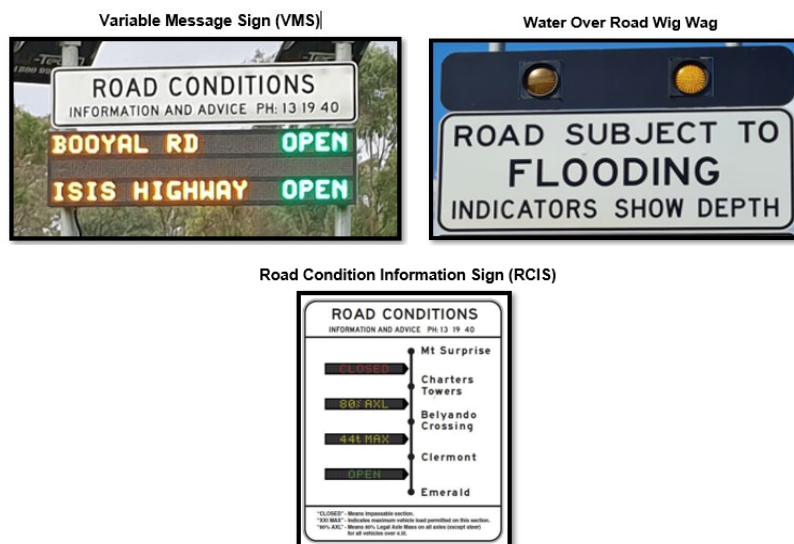 Variable Message Sign (VMS)
ROAD CONDITIONS
INFORMATION AND ADVICE PH: 13 19 40
BOOYAL RD OPEN
ISIS HIGHWAY OPEN
Water Over Road Wig Wag
ROAD SUBJECT TO
FLOODING
INDICATORS SHOW DEPTH
Road Condition Information Sign (RCIS)
ROAD CONDITIONS
INFORMATION AND ADVICE PH: 13 19 40
Mt Surprise
CLOSED
Charters
Towers
80% AXL
Belyando
Crossing
44t MAX
Clermont
OPEN
Emerald
"CLOSED" - Means impassable section.
MAX" - Indicates maximum vehicle load permitted on this section.
AXL" - Means 80% Legal Axle Mass on all axles (except steer)
for all vehicles over